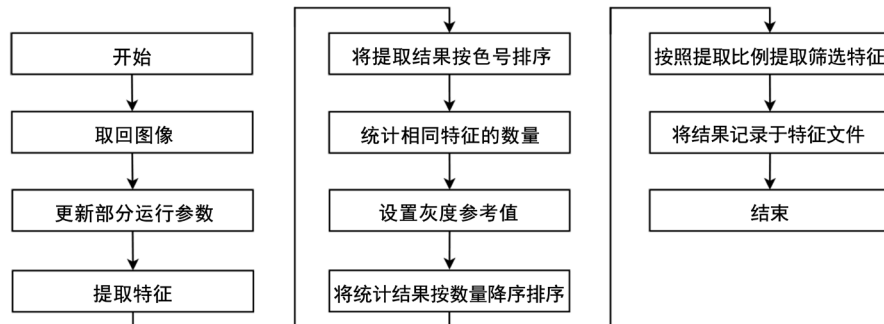 开始
取回图像
更新部分运行参数
提取特征
将提取结果按色号排序
统计相同特征的数量
设置灰度参考值
将统计结果按数量降序排序
按照提取比例提取筛选特征
将结果记录于特征文件
结束